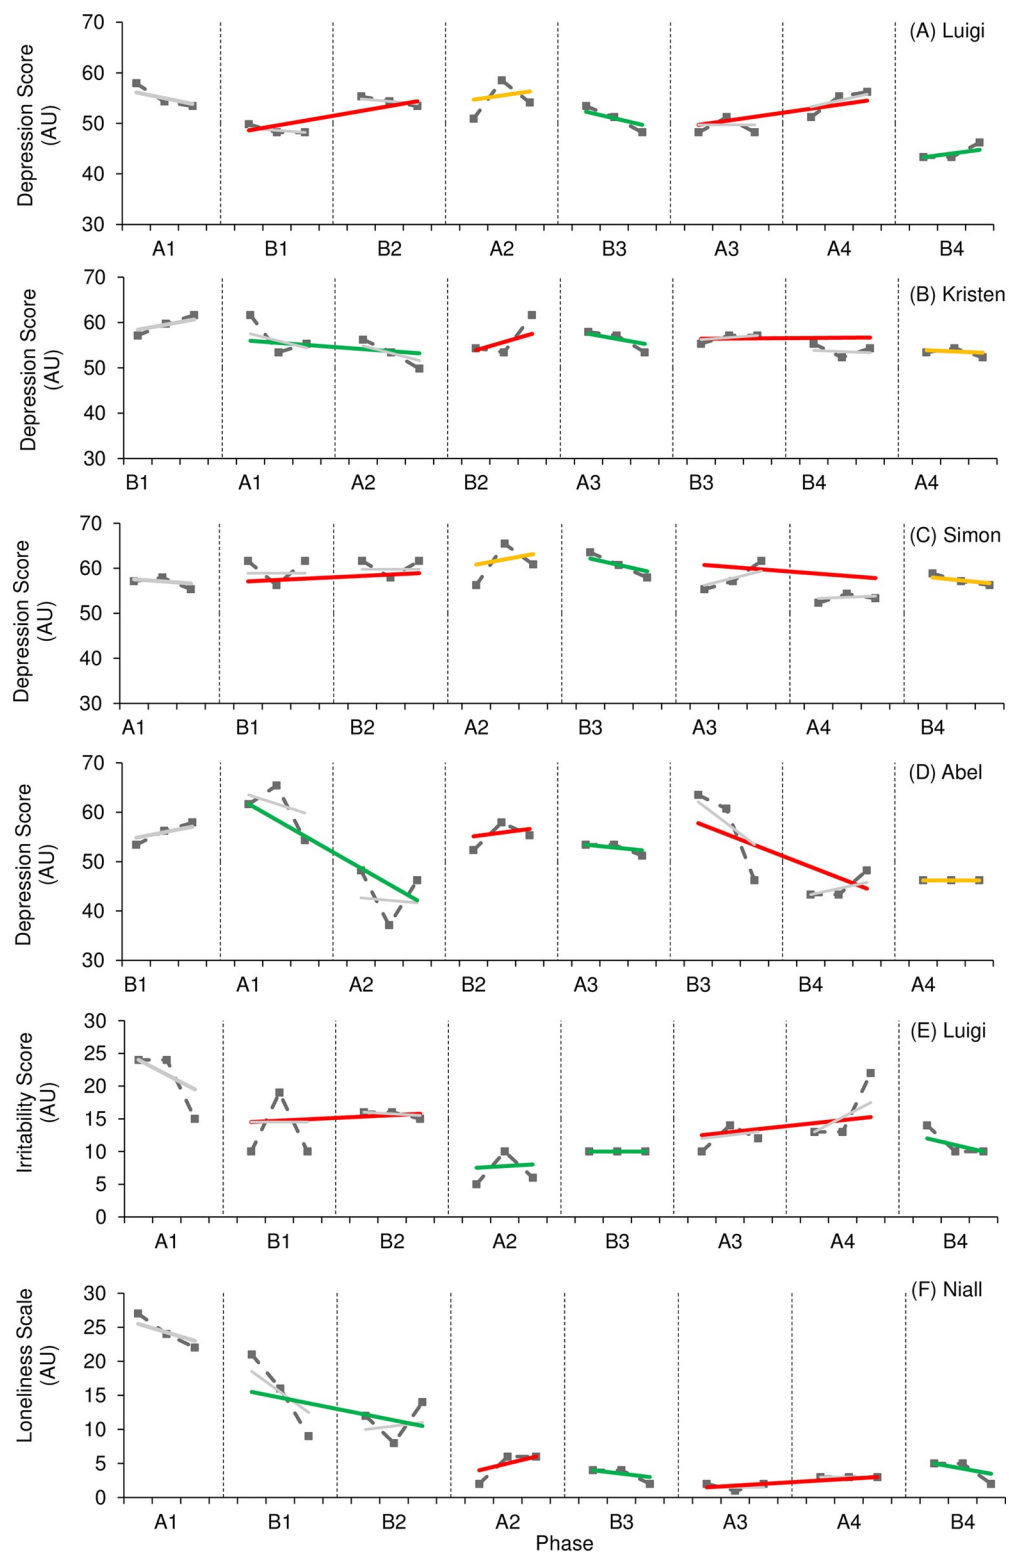 (A) Luigi
Depression Score
(AU)
70
60
50
40
30
A1 B1 B2 A2 B3 A3 A4 B4
(B) Kristen
Depression Score
(AU)
70
60
50
40
30
B1 A1 A2 B2 A3 B3 B4 A4
(C) Simon
Depression Score
(AU)
70
60
50
40
30
A1 B1 B2 A2 B3 A3 A4 B4
(D) Abel
Depression Score
(AU)
70
60
50
40
30
B1 A1 A2 B2 A3 B3 B4 A4
(E) Luigi
Irritability Score
(AU)
30
25
20
15
10
5
0
A1 B1 B2 A2 B3 A3 A4 B4
(F) Niall
Loneliness Scale
(AU)
30
25
20
15
10
5
0
A1 B1 B2 A2 B3 A3 A4 B4
Phase